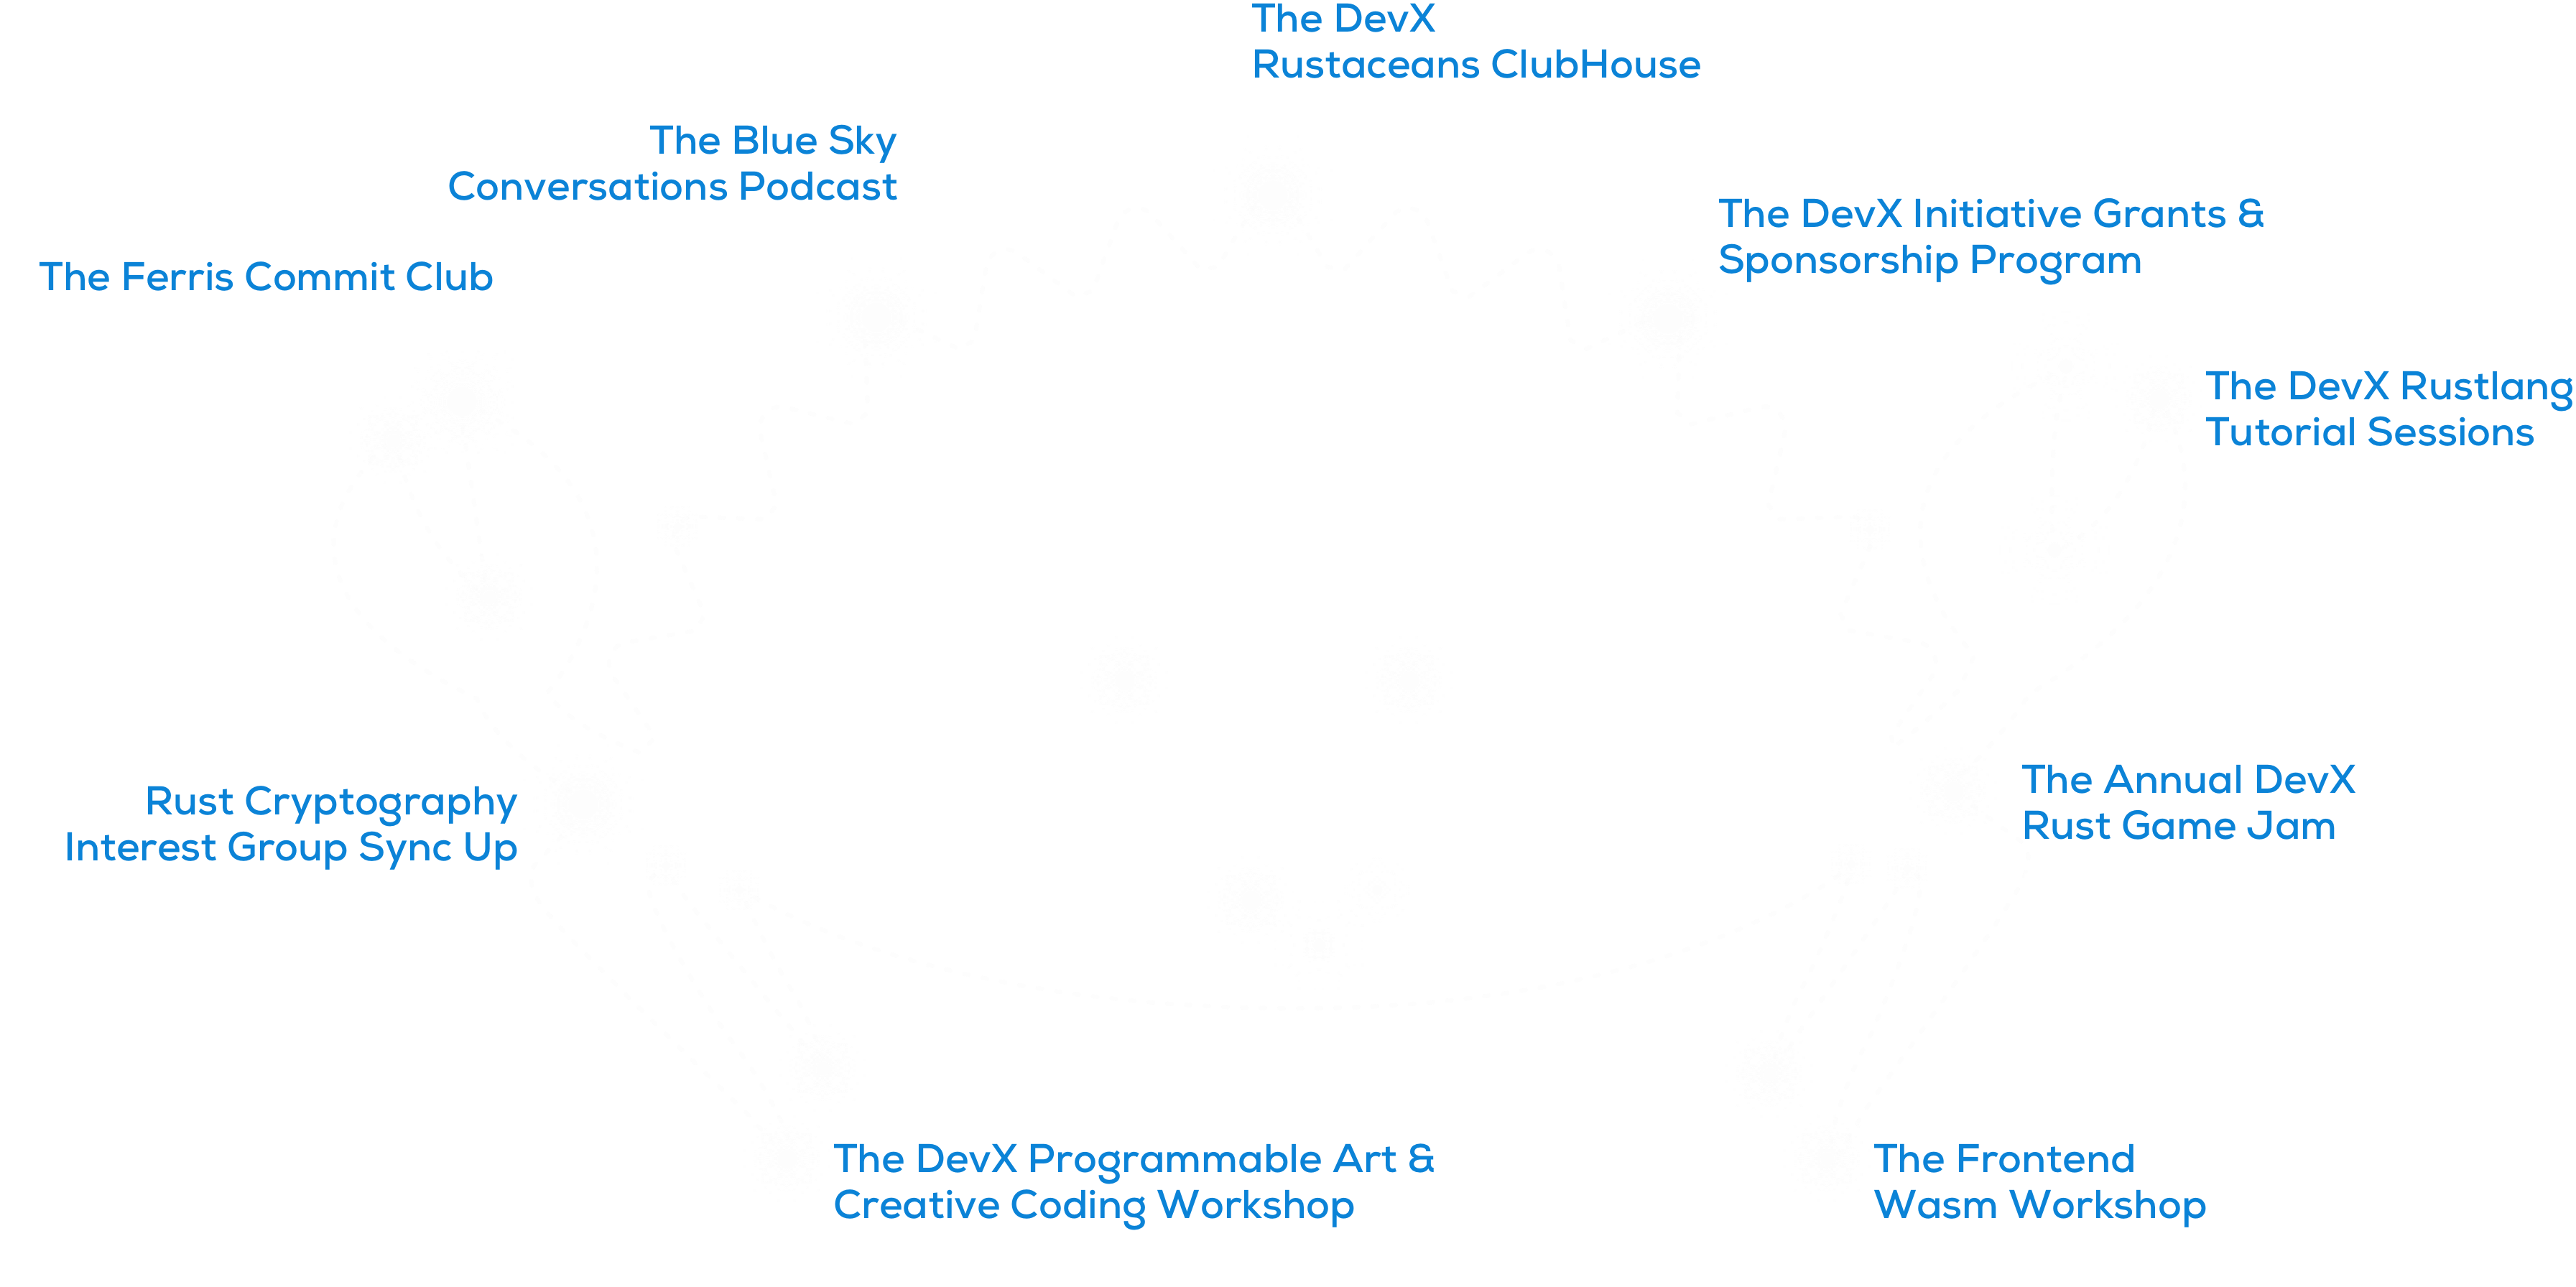 The DevX
Rustaceans ClubHouse
The Blue Sky
Conversations Podcast
The DevX Initiative Grants &
Sponsorship Program
The Ferris Commit Club
The DevX Rustlang
Tutorial Sessions
Rust Cryptography
Interest Group Sync Up
The Annual DevX
Rust Game Jam
The DevX Programmable Art &
Creative Coding Workshop
The Frontend
Wasm Workshop